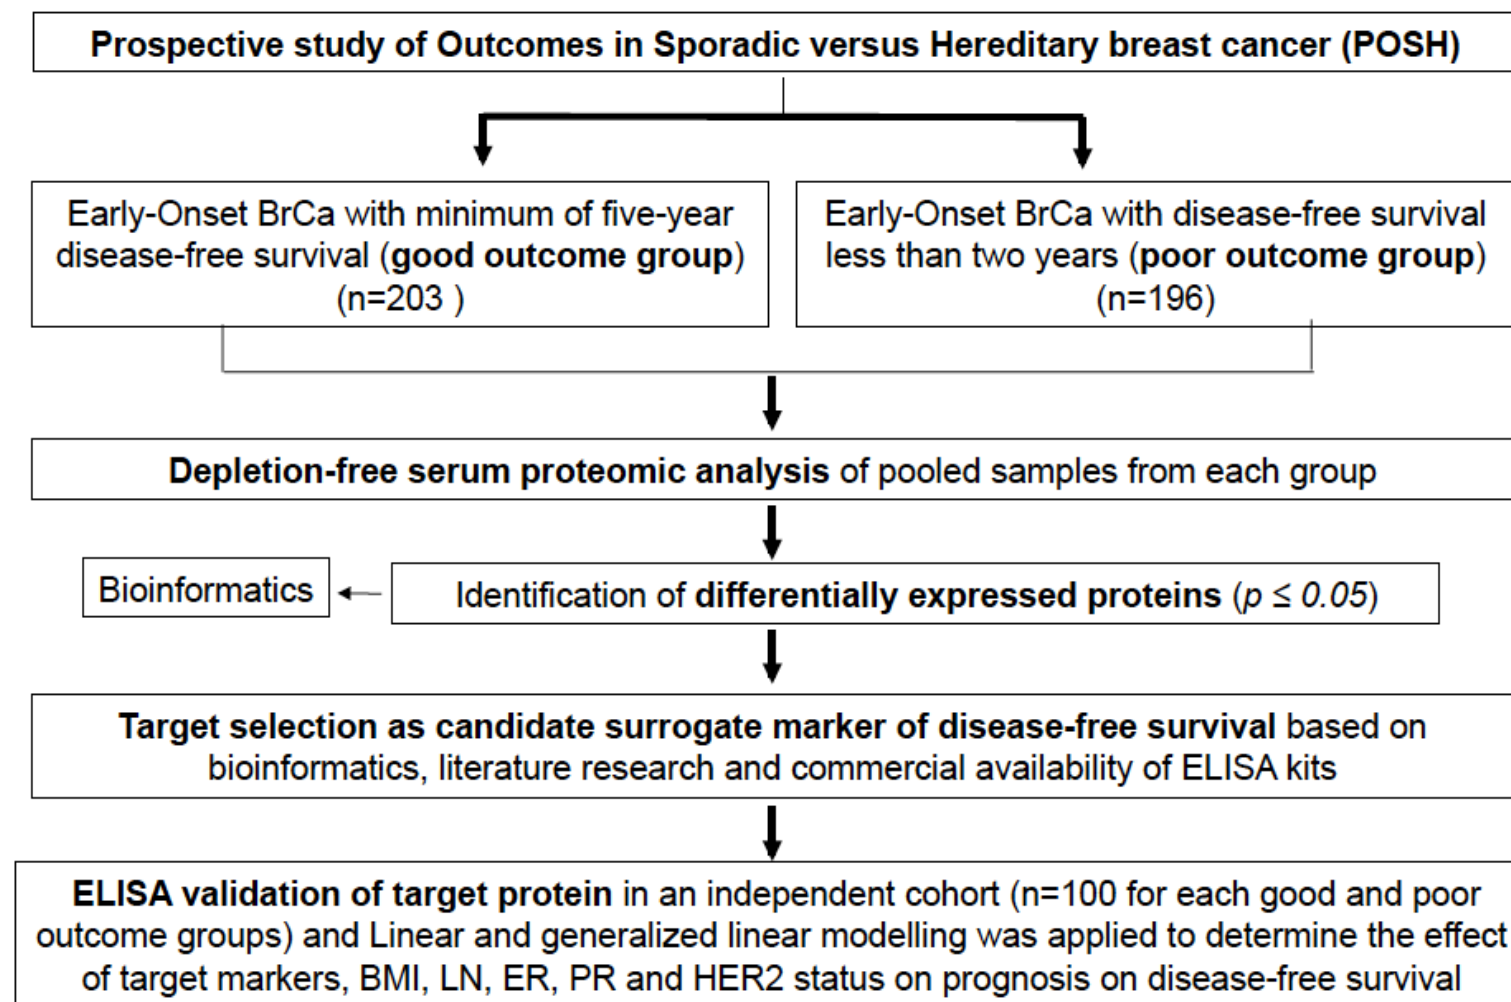 Prospective study of Outcomes in Sporadic versus Hereditary breast cancer (POSH)
Early-Onset BrCa with minimum of five-year
disease-free survival (good outcome group)
(n=203 )
Early-Onset BrCa with disease-free survival
less than two years (poor outcome group)
(n=196)
Depletion-free serum proteomic analysis of pooled samples from each group
Bioinformatics
Identification of differentially expressed proteins (p ≤ 0.05)
Target selection as candidate surrogate marker of disease-free survival based on
bioinformatics, literature research and commercial availability of ELISA kits
ELISA validation of target protein in an independent cohort (n=100 for each good and poor
outcome groups) and Linear and generalized linear modelling was applied to determine the effect
of target markers, BMI, LN, ER, PR and HER2 status on prognosis on disease-free survival